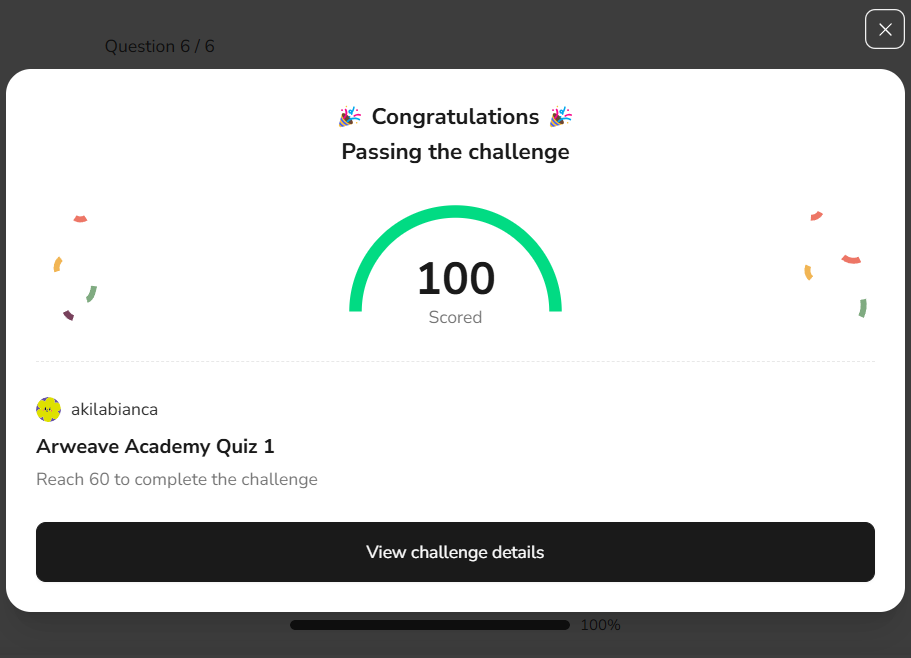 Question 6 / 6
🎉 Congratulations 🎉
Passing the challenge
100
Scored
akilabianca
Arweave Academy Quiz 1
Reach 60 to complete the challenge
View challenge details
100%